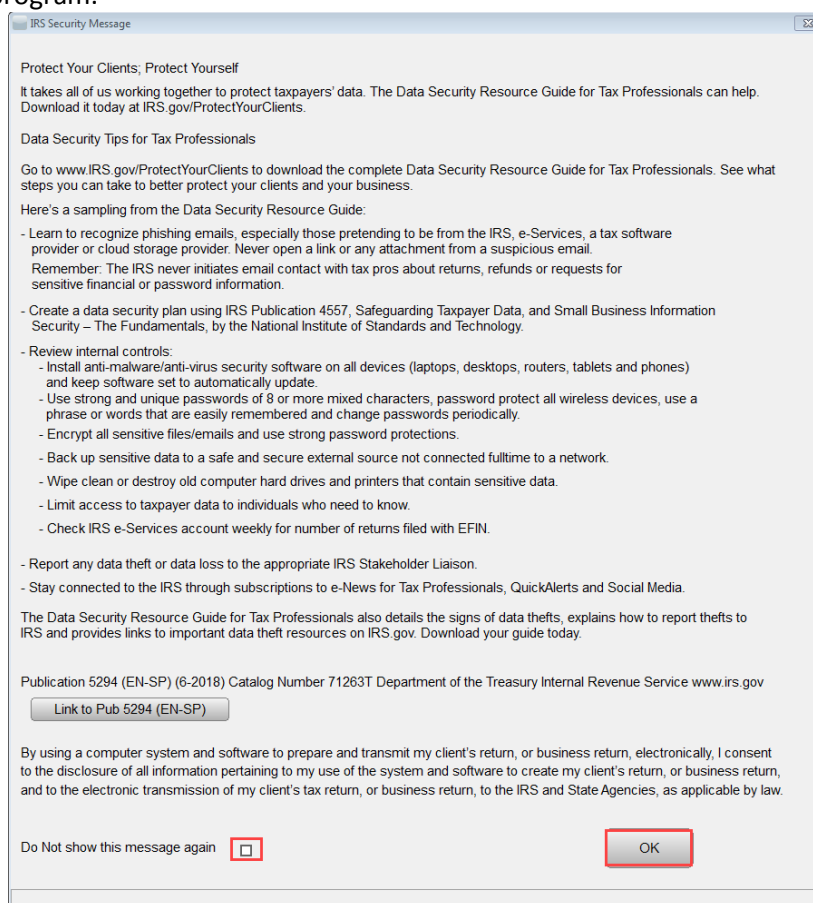 program.
IRS Security Message
Protect Your Clients; Protect Yourself
It takes all of us working together to protect taxpayers' data. The Data Security Resource Guide for Tax Professionals can help.
Download it today at IRS.gov/ProtectYourClients.
Data Security Tips for Tax Professionals
Go to www.IRS.gov/ProtectYourClients to download the complete Data Security Resource Guide for Tax Professionals. See what
steps you can take to better protect your clients and your business.
Here's a sampling from the Data Security Resource Guide:
- Learn to recognize phishing emails, especially those pretending to be from the IRS, e-Services, a tax software
provider or cloud storage provider. Never open a link or any attachment from a suspicious email.
Remember: The IRS never initiates email contact with tax pros about returns, refunds or requests for
sensitive financial or password information.
- Create a data security plan using IRS Publication 4557, Safeguarding Taxpayer Data, and Small Business Information
Security – The Fundamentals, by the National Institute of Standards and Technology.
- Review internal controls:
- Install anti-malware/anti-virus security software on all devices (laptops, desktops, routers, tablets and phones)
and keep software set to automatically update.
- Use strong and unique passwords of 8 or more mixed characters, password protect all wireless devices, use a
phrase or words that are easily remembered and change passwords periodically.
- Encrypt all sensitive files/emails and use strong password protections.
- Back up sensitive data to a safe and secure external source not connected fulltime to a network.
- Wipe clean or destroy old computer hard drives and printers that contain sensitive data.
- Limit access to taxpayer data to individuals who need to know.
- Check IRS e-Services account weekly for number of returns filed with EFIN.
- Report any data theft or data loss to the appropriate IRS Stakeholder Liaison.
- Stay connected to the IRS through subscriptions to e-News for Tax Professionals, QuickAlerts and Social Media.
The Data Security Resource Guide for Tax Professionals also details the signs of data thefts, explains how to report thefts to
IRS and provides links to important data theft resources on IRS.gov. Download your guide today.
Publication 5294 (EN-SP) (6-2018) Catalog Number 71263T Department of the Treasury Internal Revenue Service www.irs.gov
Link to Pub 5294 (EN-SP)
By using a computer system and software to prepare and transmit my client's return, or business return, electronically, I consent
to the disclosure of all information pertaining to my use of the system and software to create my client's return, or business return,
and to the electronic transmission of my client's tax return, or business return, to the IRS and State Agencies, as applicable by law.
Do Not show this message again
OK